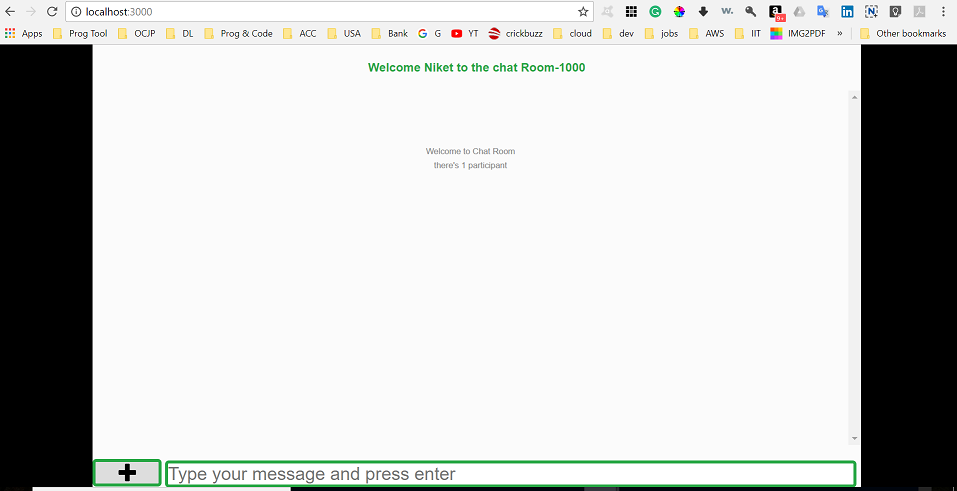 localhost:3000
9+
Apps Prog Tool OCJP DL Prog & Code ACC USA Bank G YT crickbuzz cloud dev jobs AWS IIT IMG2PDF » Other bookmarks
Welcome Niket to the chat Room-1000
Welcome to Chat Room
there's 1 participant
Type your message and press enter